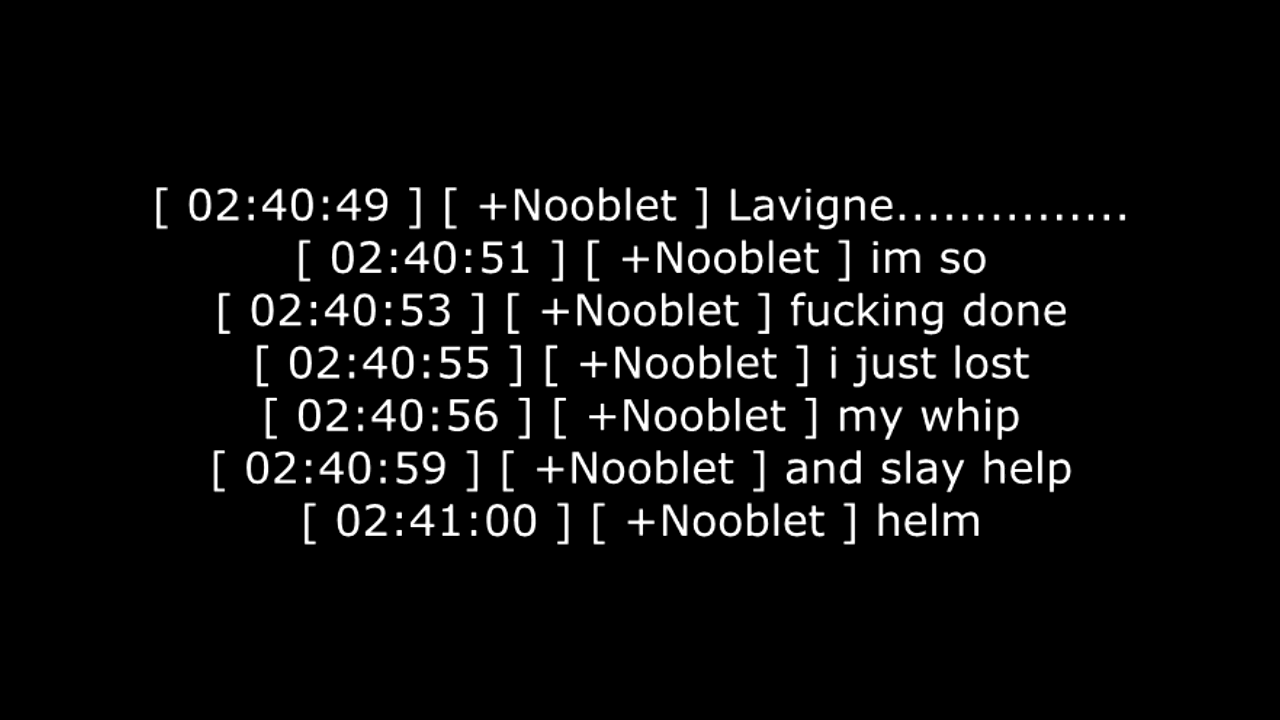 [ 02:40:49 ] [ +Nooblet ] Lavigne...............
[ 02:40:51 ] [ +Nooblet ] im so
[ 02:40:53 ] [ +Nooblet ] fucking done
[ 02:40:55 ] [ +Nooblet ] i just lost
[ 02:40:56 ] [ +Nooblet ] my whip
[ 02:40:59 ] [ +Nooblet ] and slay help
[ 02:41:00 ] [ +Nooblet ] helm